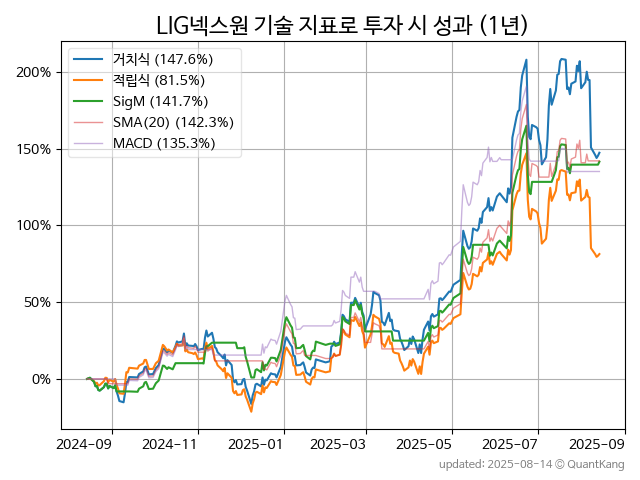 LIG넥스원 기술 지표로 투자 시 성과 (1년)
거치식 (147.6%)
적립식 (81.5%)
SigM (141.7%)
SMA(20) (142.3%)
MACD (135.3%)
200%
150%
100%
50%
0%
2024-09 2024-11 2025-01 2025-03 2025-05 2025-07 2025-09
updated: 2025-08-14 © QuantKang